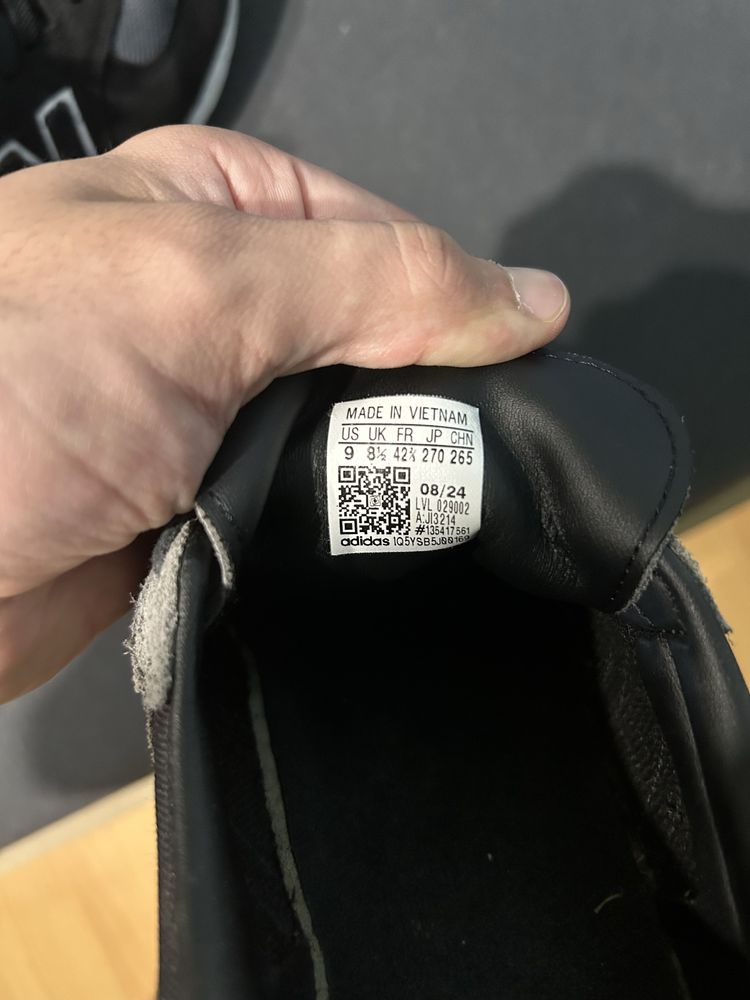 N
MADE IN VIETNAM
US UK FR JP CHN
9 8½ 42⅔ 270 265
08/24
LVL 029002
A:JI3214
#135417561
adidas 1Q5YSB5J00169